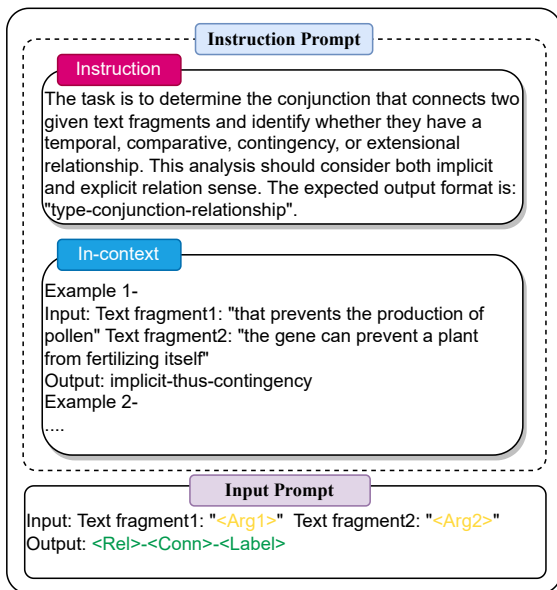 Instruction Prompt
Instruction
The task is to determine the conjunction that connects two
given text fragments and identify whether they have a
temporal, comparative, contingency, or extensional
relationship. This analysis should consider both implicit
and explicit relation sense. The expected output format is:
"type-conjunction-relationship".
In-context
Example 1-
Input: Text fragment1: "that prevents the production of
pollen" Text fragment2: "the gene can prevent a plant
from fertilizing itself"
Output: implicit-thus-contingency
Example 2-
....
Input Prompt
Input: Text fragment1: "<Arg1>" Text fragment2: "<Arg2>"
Output: <Rel>-<Conn>-<Label>